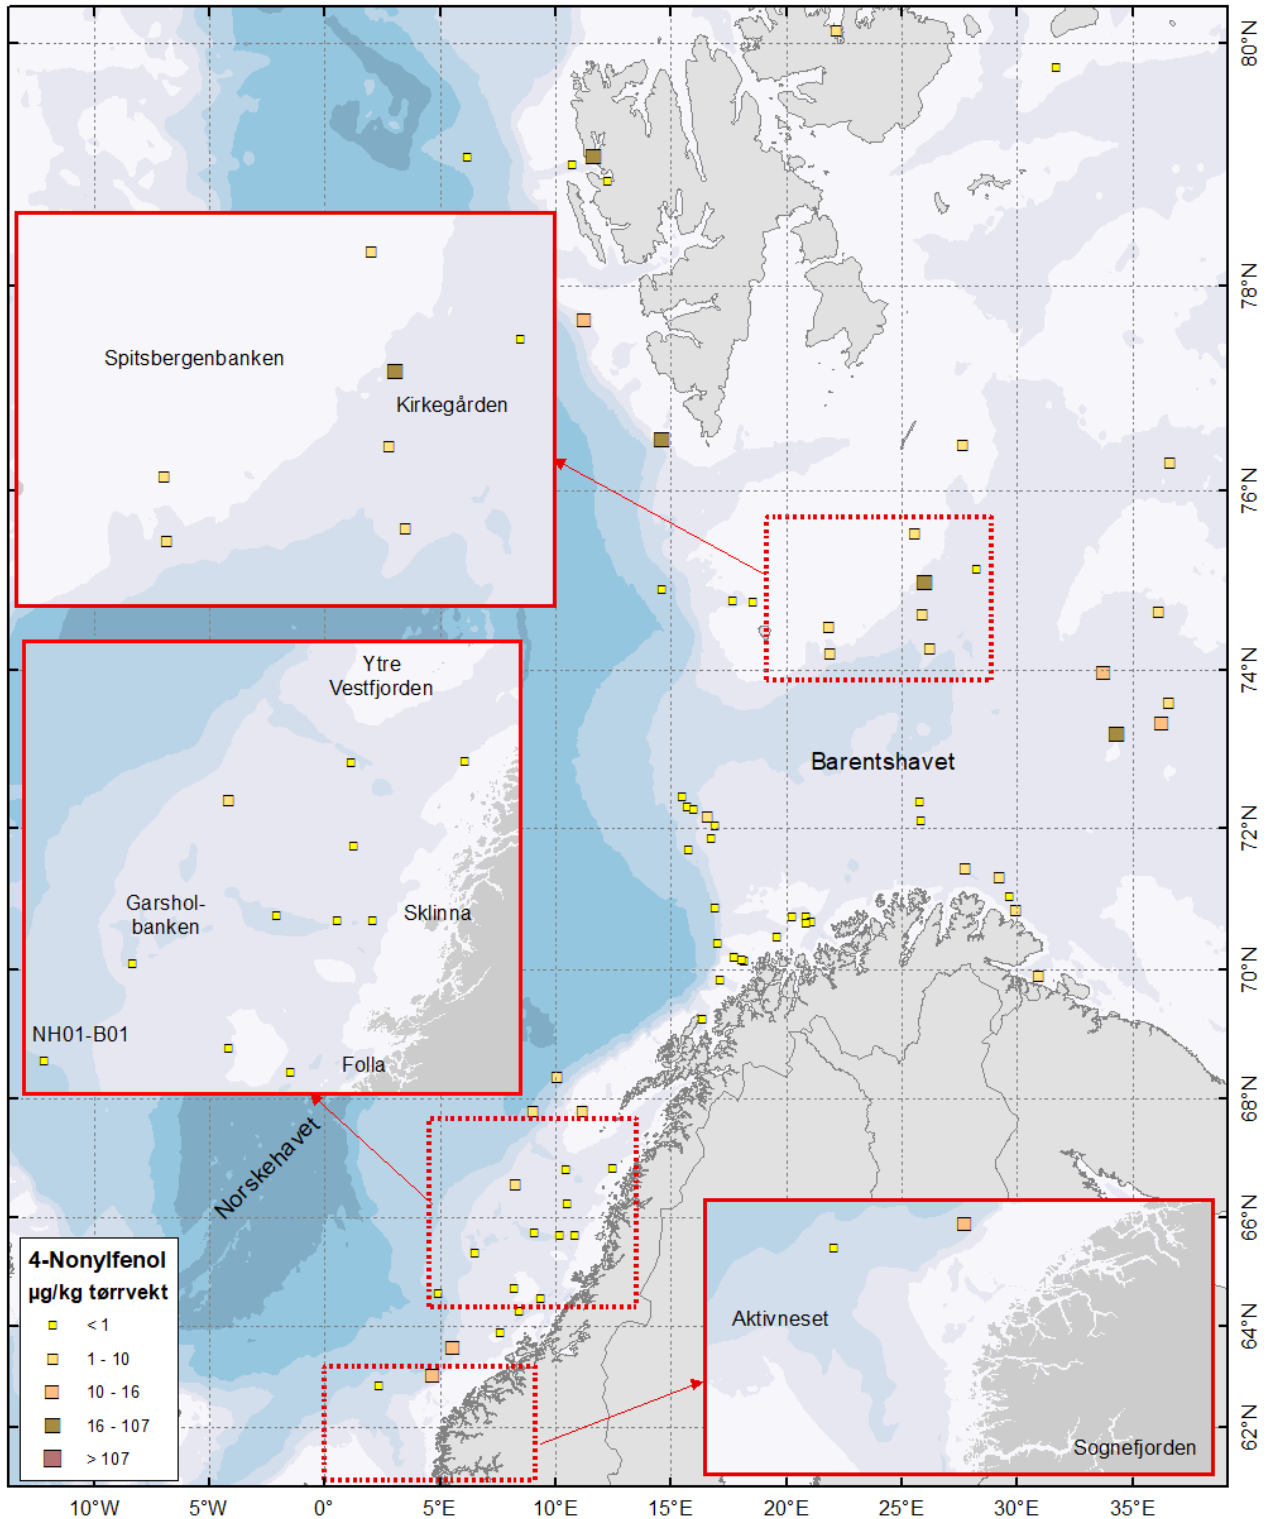 80°N
78°N
76°N
74°N
72°N
70°N
68°N
66°N
64°N
62°N
Spitsbergenbanken
Kirkegården
Ytre
Vestfjorden
Garshol-
banken
Sklinna
NH01-B01
Folla
Barentshavet
Norskehavet
Aktivneset
Sognefjorden
4-Nonylfenol
µg/kg tørrvekt
< 1
1 - 10
10 - 16
16 - 107
> 107
10°W
5°W
0°
5°E
10°E
15°E
20°E
25°E
30°E
35°E